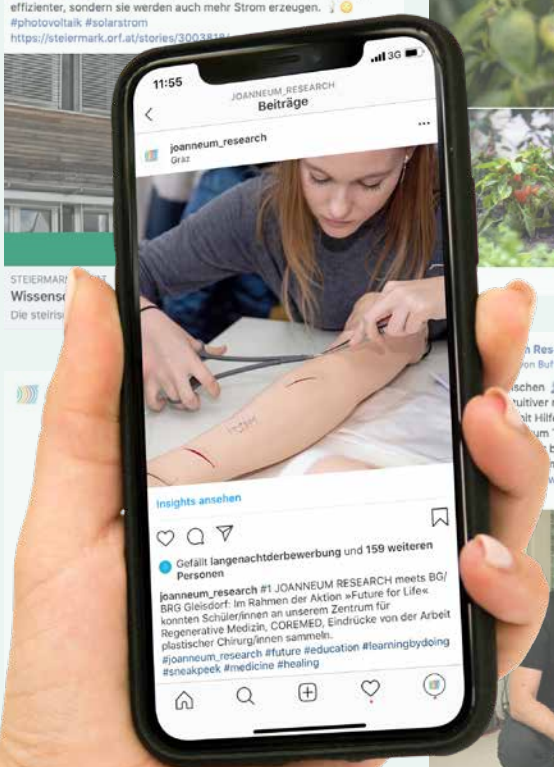 effizienter, sondern sie werden auch mehr Strom erzeugen.
#photovoltaik #solarstrom
https://steiermark.orf.at/stories/3003818/
STEIERMARK
Die
11:55
3G
JOANNEUM_RESEARCH
Beiträge
joanneum_research
Graz
Insights ansehen
Gefällt langenachtderbewerbung und 159 weiteren
Personen
joanneum_research #1 JOANNEUM RESEARCH meets BG/
BRG Gleisdorf: Im Rahmen der Aktion »Future for Life«
konnten Schüler/innen an unserem Zentrum für
Regenerative Medizin, COREMED, Eindrücke von der Arbeit
plastischer Chirurg/innen sammeln.
#joanneum_research #future #education #learningbydoing
#sneakpeek #medicine #healing